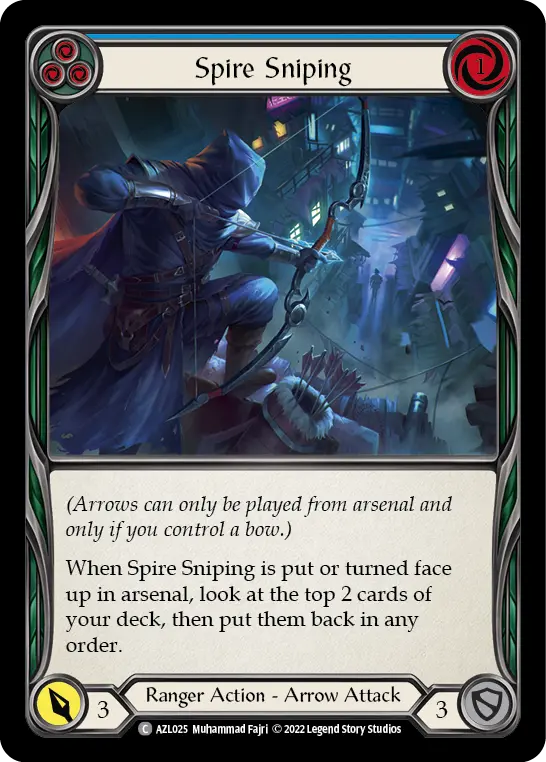 Spire Sniping
1
(Arrows can only be played from arsenal and
only if you control a bow.)
When Spire Sniping is put or turned face
up in arsenal, look at the top 2 cards of
your deck, then put them back in any
order.
3
Ranger Action - Arrow Attack
3
C AZL025 Muhammad Fajri © 2022 Legend Story Studios